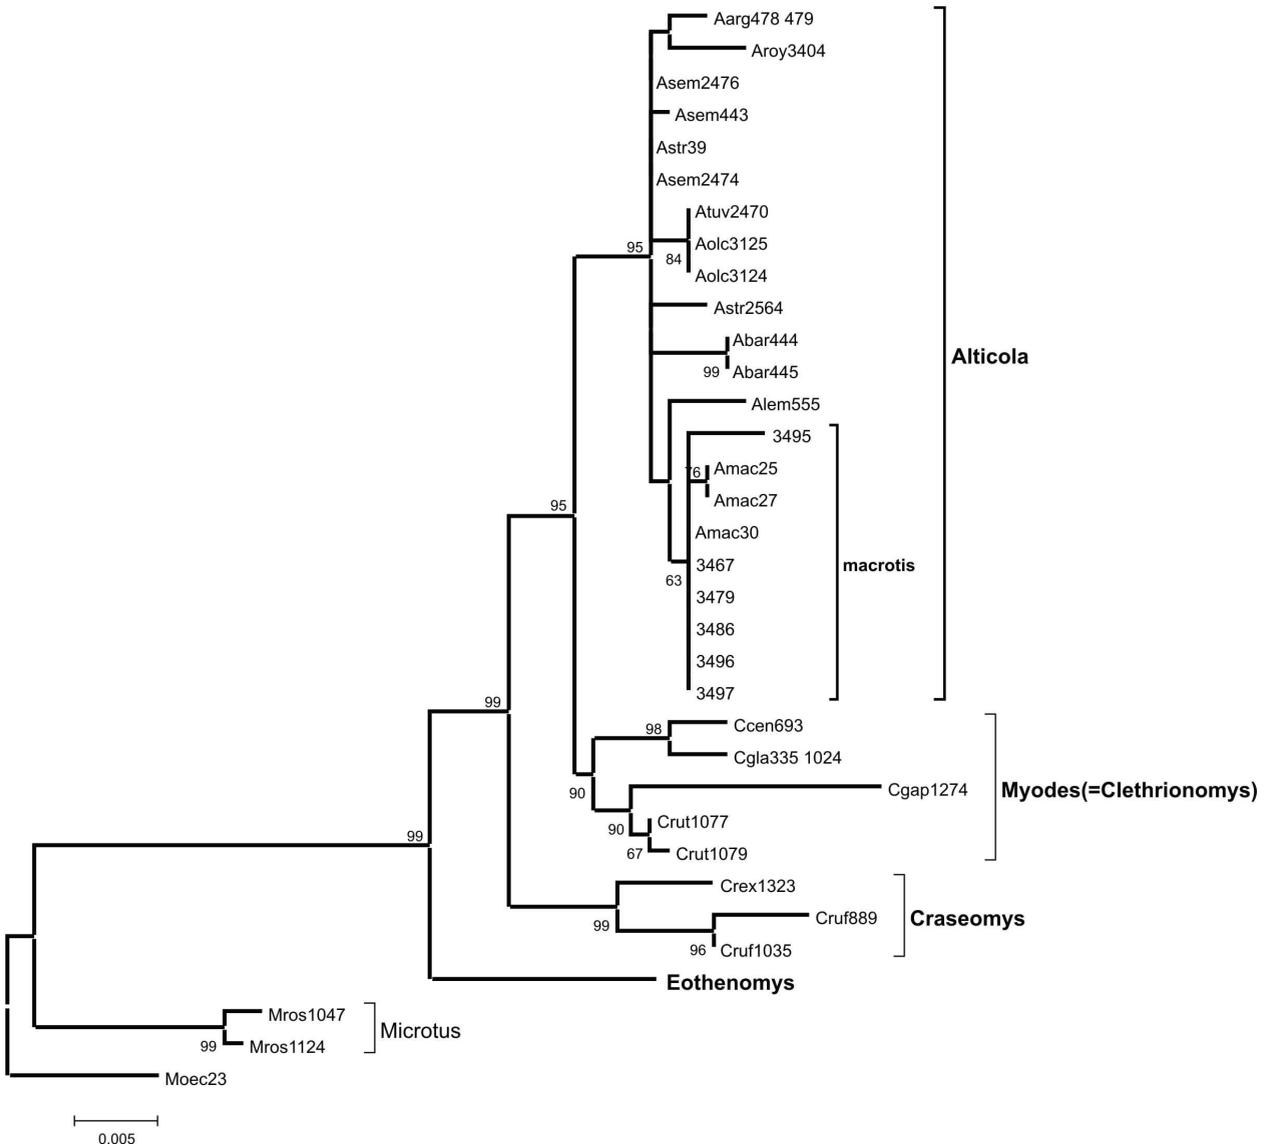 Aarg478 479
Aroy3404
Asem2476
Asem443
Astr39
Asem2474
Atuv2470
95
Aolc3125
84
Aolc3124
Astr2564
Abar444
Alticola
99
Abar445
Alem555
3495
76
Amac25
Amac27
95
Amac30
3467
macrotis
63
3479
3486
3496
3497
99
98
Ccen693
Cgla335 1024
90
Cgap1274
Myodes(=Clethrionomys)
Crut1077
90
99
67
Crut1079
Crex1323
Cruf889
Craseomys
99
96
Cruf1035
Eothenomys
Mros1047
Microtus
99
Mros1124
Moec23
0.005